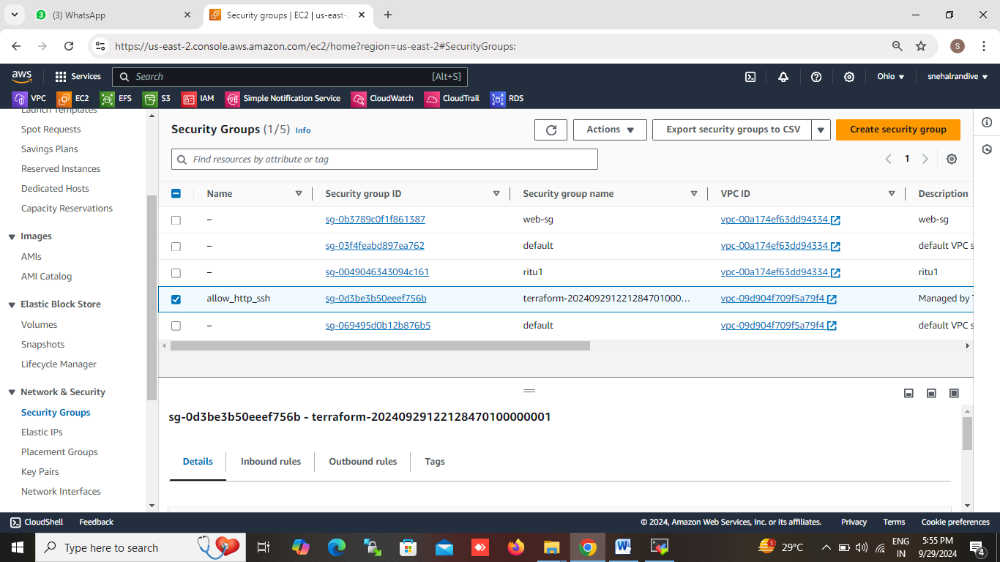 (3) WhatsApp
Security groups | EC2 | us-east-2
https://us-east-2.console.aws.amazon.com/ec2/home?region=us-east-2#SecurityGroups:
S
aws
Services
Search [Alt+S]
Ohio
snehalrandive
VPC EC2 EFS S3 IAM Simple Notification Service CloudWatch CloudTrail RDS
Launch Templates
Spot Requests
Savings Plans
Reserved Instances
Dedicated Hosts
Capacity Reservations
Images
AMIs
AMI Catalog
Elastic Block Store
Volumes
Snapshots
Lifecycle Manager
Network & Security
Security Groups
Elastic IPs
Placement Groups
Key Pairs
Network Interfaces
Security Groups (1/5) Info
Actions
Export security groups to CSV
Create security group
Find resources by attribute or tag
1
Name Security group ID Security group name VPC ID Description
– sg-0b3789c0f1f861387 web-sg vpc-00a174ef63dd94334 web-sg
– sg-03f4feabd897ea762 default vpc-00a174ef63dd94334 default VPC s
– sg-0049046343094c161 ritu1 vpc-00a174ef63dd94334 ritu1
allow_http_ssh sg-0d3be3b50eeef756b terraform-202409291221284701000... vpc-09d904f709f5a79f4 Managed by T
– sg-069495d0b12b876b5 default vpc-09d904f709f5a79f4 default VPC s
sg-0d3be3b50eeef756b - terraform-20240929122128470100000001
Details Inbound rules Outbound rules Tags
CloudShell Feedback © 2024, Amazon Web Services, Inc. or its affiliates. Privacy Terms Cookie preferences
Type here to search
29°C
ENG
IN
5:55 PM
9/29/2024
4